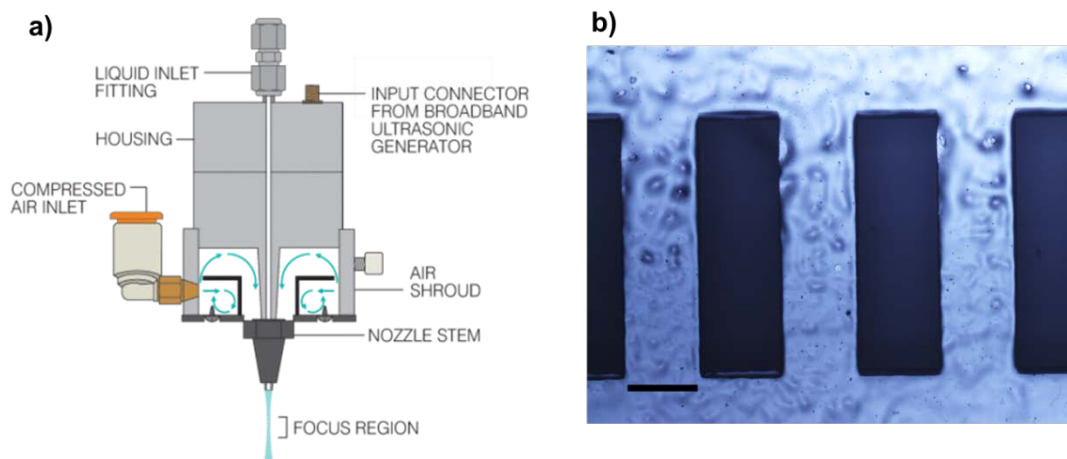 a)
b)
LIQUID INLET
FITTING
INPUT CONNECTOR
FROM BROADBAND
ULTRASONIC
GENERATOR
HOUSING
COMPRESSED
AIR INLET
AIR
SHROUD
NOZZLE STEM
FOCUS REGION